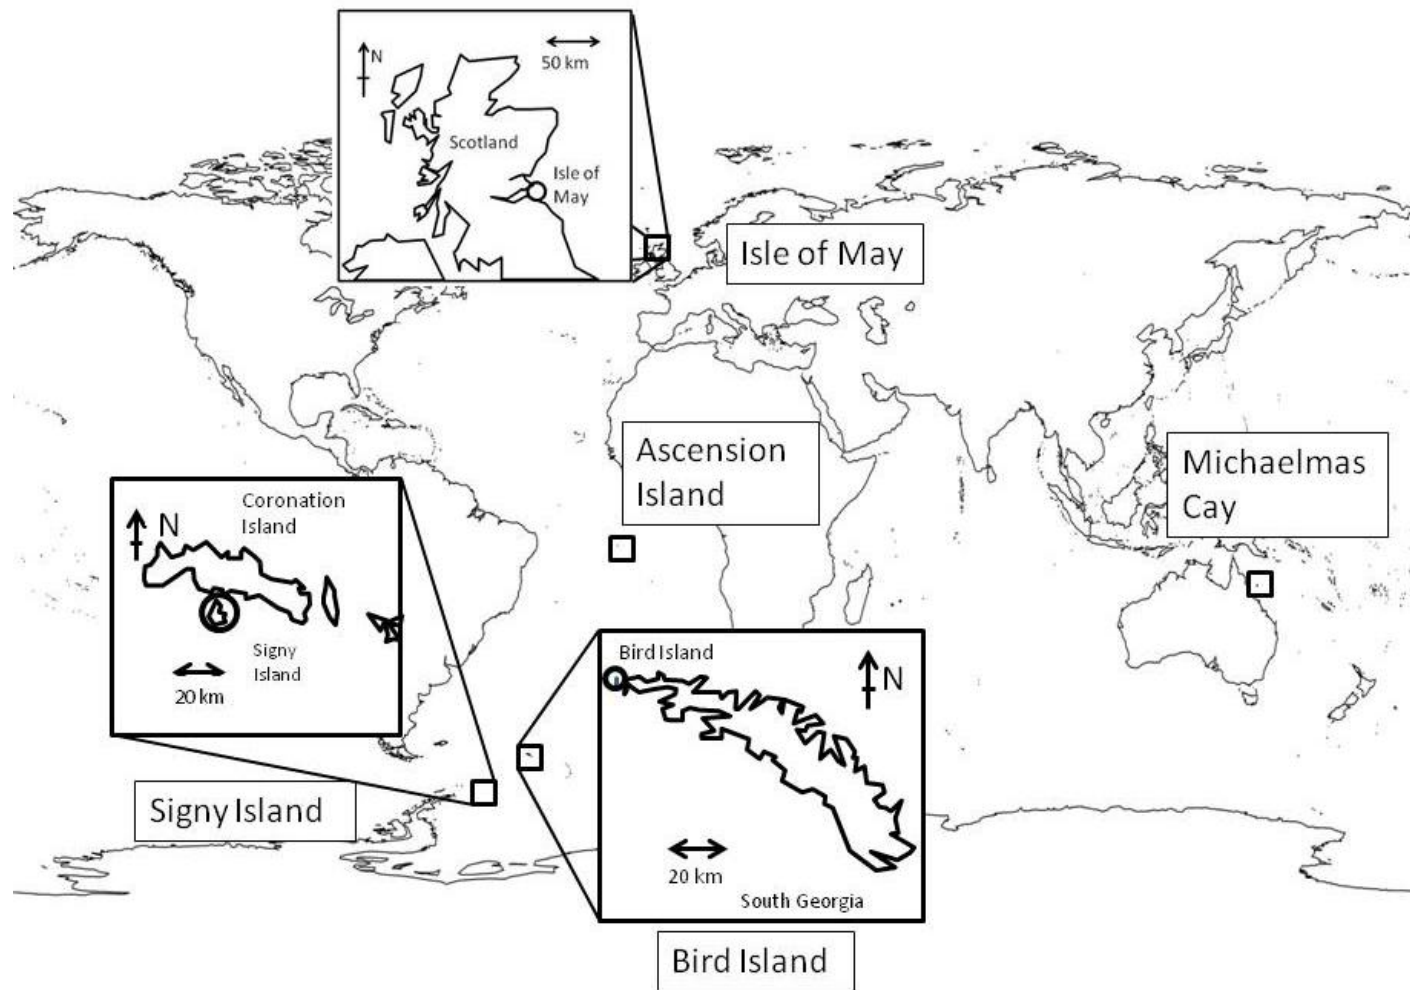 N
50 km
Scotland
Isle of
May
Isle of May
Ascension
Island
Michaelmas
Cay
Coronation
Island
N
Signy
Island
20 km
Signy Island
Bird Island
N
20 km
South Georgia
Bird Island